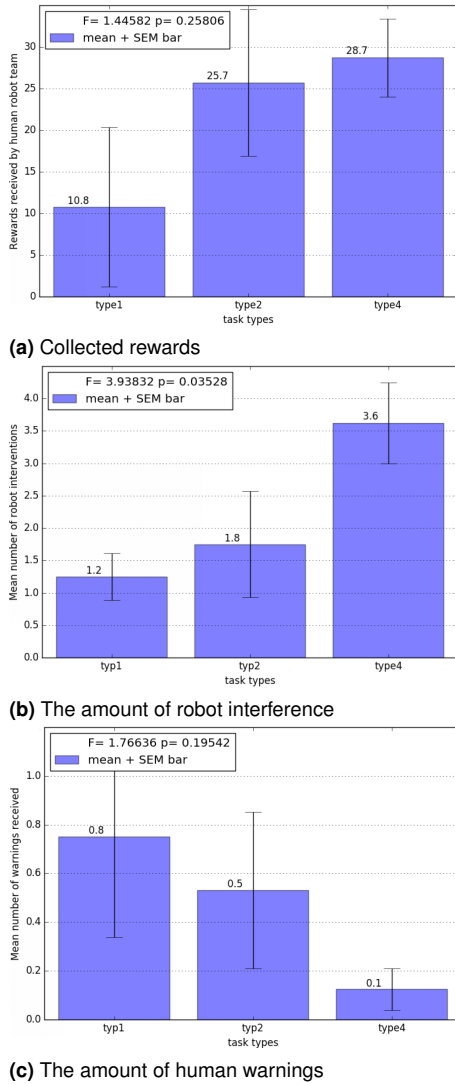 F= 1.44582 p= 0.25806
mean + SEM bar
Rewards received by human robot team
30
25
20
15
10
5
0
10.8
25.7
28.7
type1
type2
type4
task types
(a) Collected rewards
F= 3.93832 p= 0.03528
mean + SEM bar
Mean number of robot interventions
4.0
3.5
3.0
2.5
2.0
1.5
1.0
0.5
0.0
1.2
1.8
3.6
typ1
typ2
type4
task types
(b) The amount of robot interference
F= 1.76636 p= 0.19542
mean + SEM bar
Mean number of warnings received
1.0
0.8
0.6
0.4
0.2
0.0
0.8
0.5
0.1
typ1
typ2
type4
task types
(c) The amount of human warnings